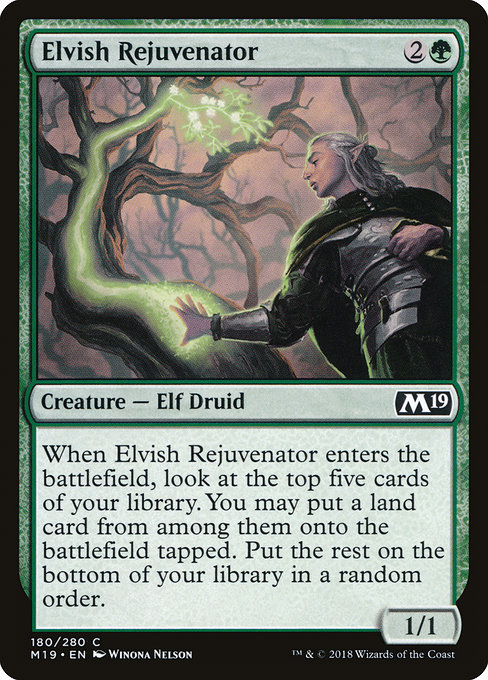 Elvish Rejuvenator 2
Creature — Elf Druid M19
When Elvish Rejuvenator enters the
battlefield, look at the top five cards
of your library. You may put a land
card from among them onto the
battlefield tapped. Put the rest on the
bottom of your library in a random
order.
1/1
180/280 C
M19 • EN Winona Nelson ™ & © 2018 Wizards of the Coast